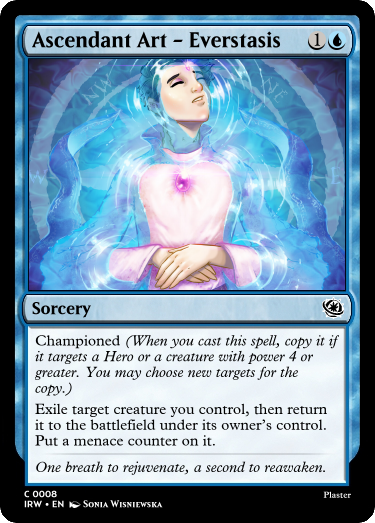 Ascendant Art – Everstasis 1
Sorcery
Championed (When you cast this spell, copy it if
it targets a Hero or a creature with power 4 or
greater. You may choose new targets for the
copy.)
Exile target creature you control, then return
it to the battlefield under its owner's control.
Put a menace counter on it.
One breath to rejuvenate, a second to reawaken.
C 0008 Plaster
IRW • EN Sonia Wisniewska